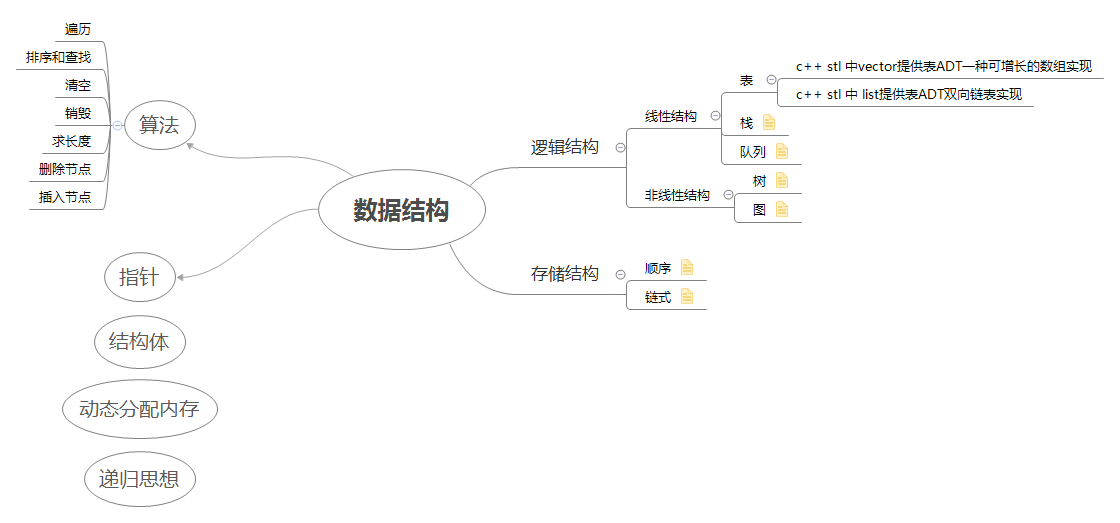 遍历
排序和查找
清空
销毁
求长度
删除节点
插入节点
算法
指针
结构体
动态分配内存
递归思想
数据结构
逻辑结构
线性结构
表
c++ stl 中vector提供表ADT一种可增长的数组实现
c++ stl 中 list提供表ADT双向链表实现
栈
队列
非线性结构
树
图
存储结构
顺序
链式